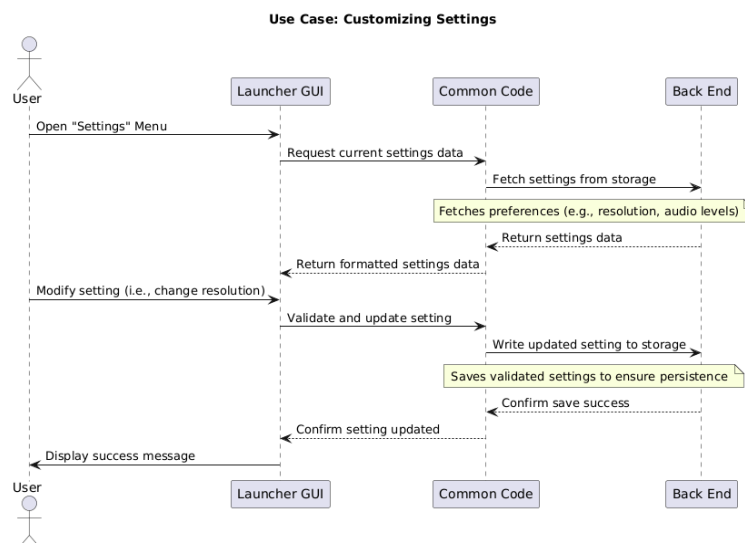 Use Case: Customizing Settings
User
Launcher GUI
Common Code
Back End
Open "Settings" Menu
Request current settings data
Fetch settings from storage
Fetches preferences (e.g., resolution, audio levels)
Return settings data
Return formatted settings data
Modify setting (i.e., change resolution)
Validate and update setting
Write updated setting to storage
Saves validated settings to ensure persistence
Confirm save success
Confirm setting updated
Display success message
User
Launcher GUI
Common Code
Back End